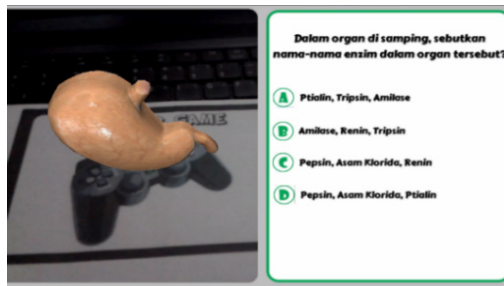 GAME
Dalam organ di samping, sebutkan
nama-nama enzim dalam organ tersebut?
A Ptialin, Tripsin, Amilase
B Amilase, Renin, Tripsin
C Pepsin, Asam Klorida, Renin
D Pepsin, Asam Klorida, Ptialin